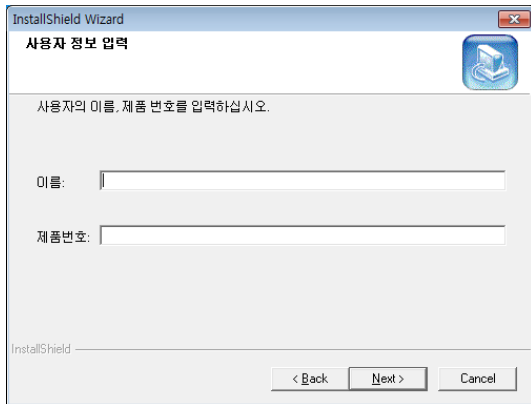 InstallShield Wizard
사용자 정보 입력
사용자의 이름, 제품 번호를 입력하십시오.
이름:
제품번호:
InstallShield
< Back Next > Cancel